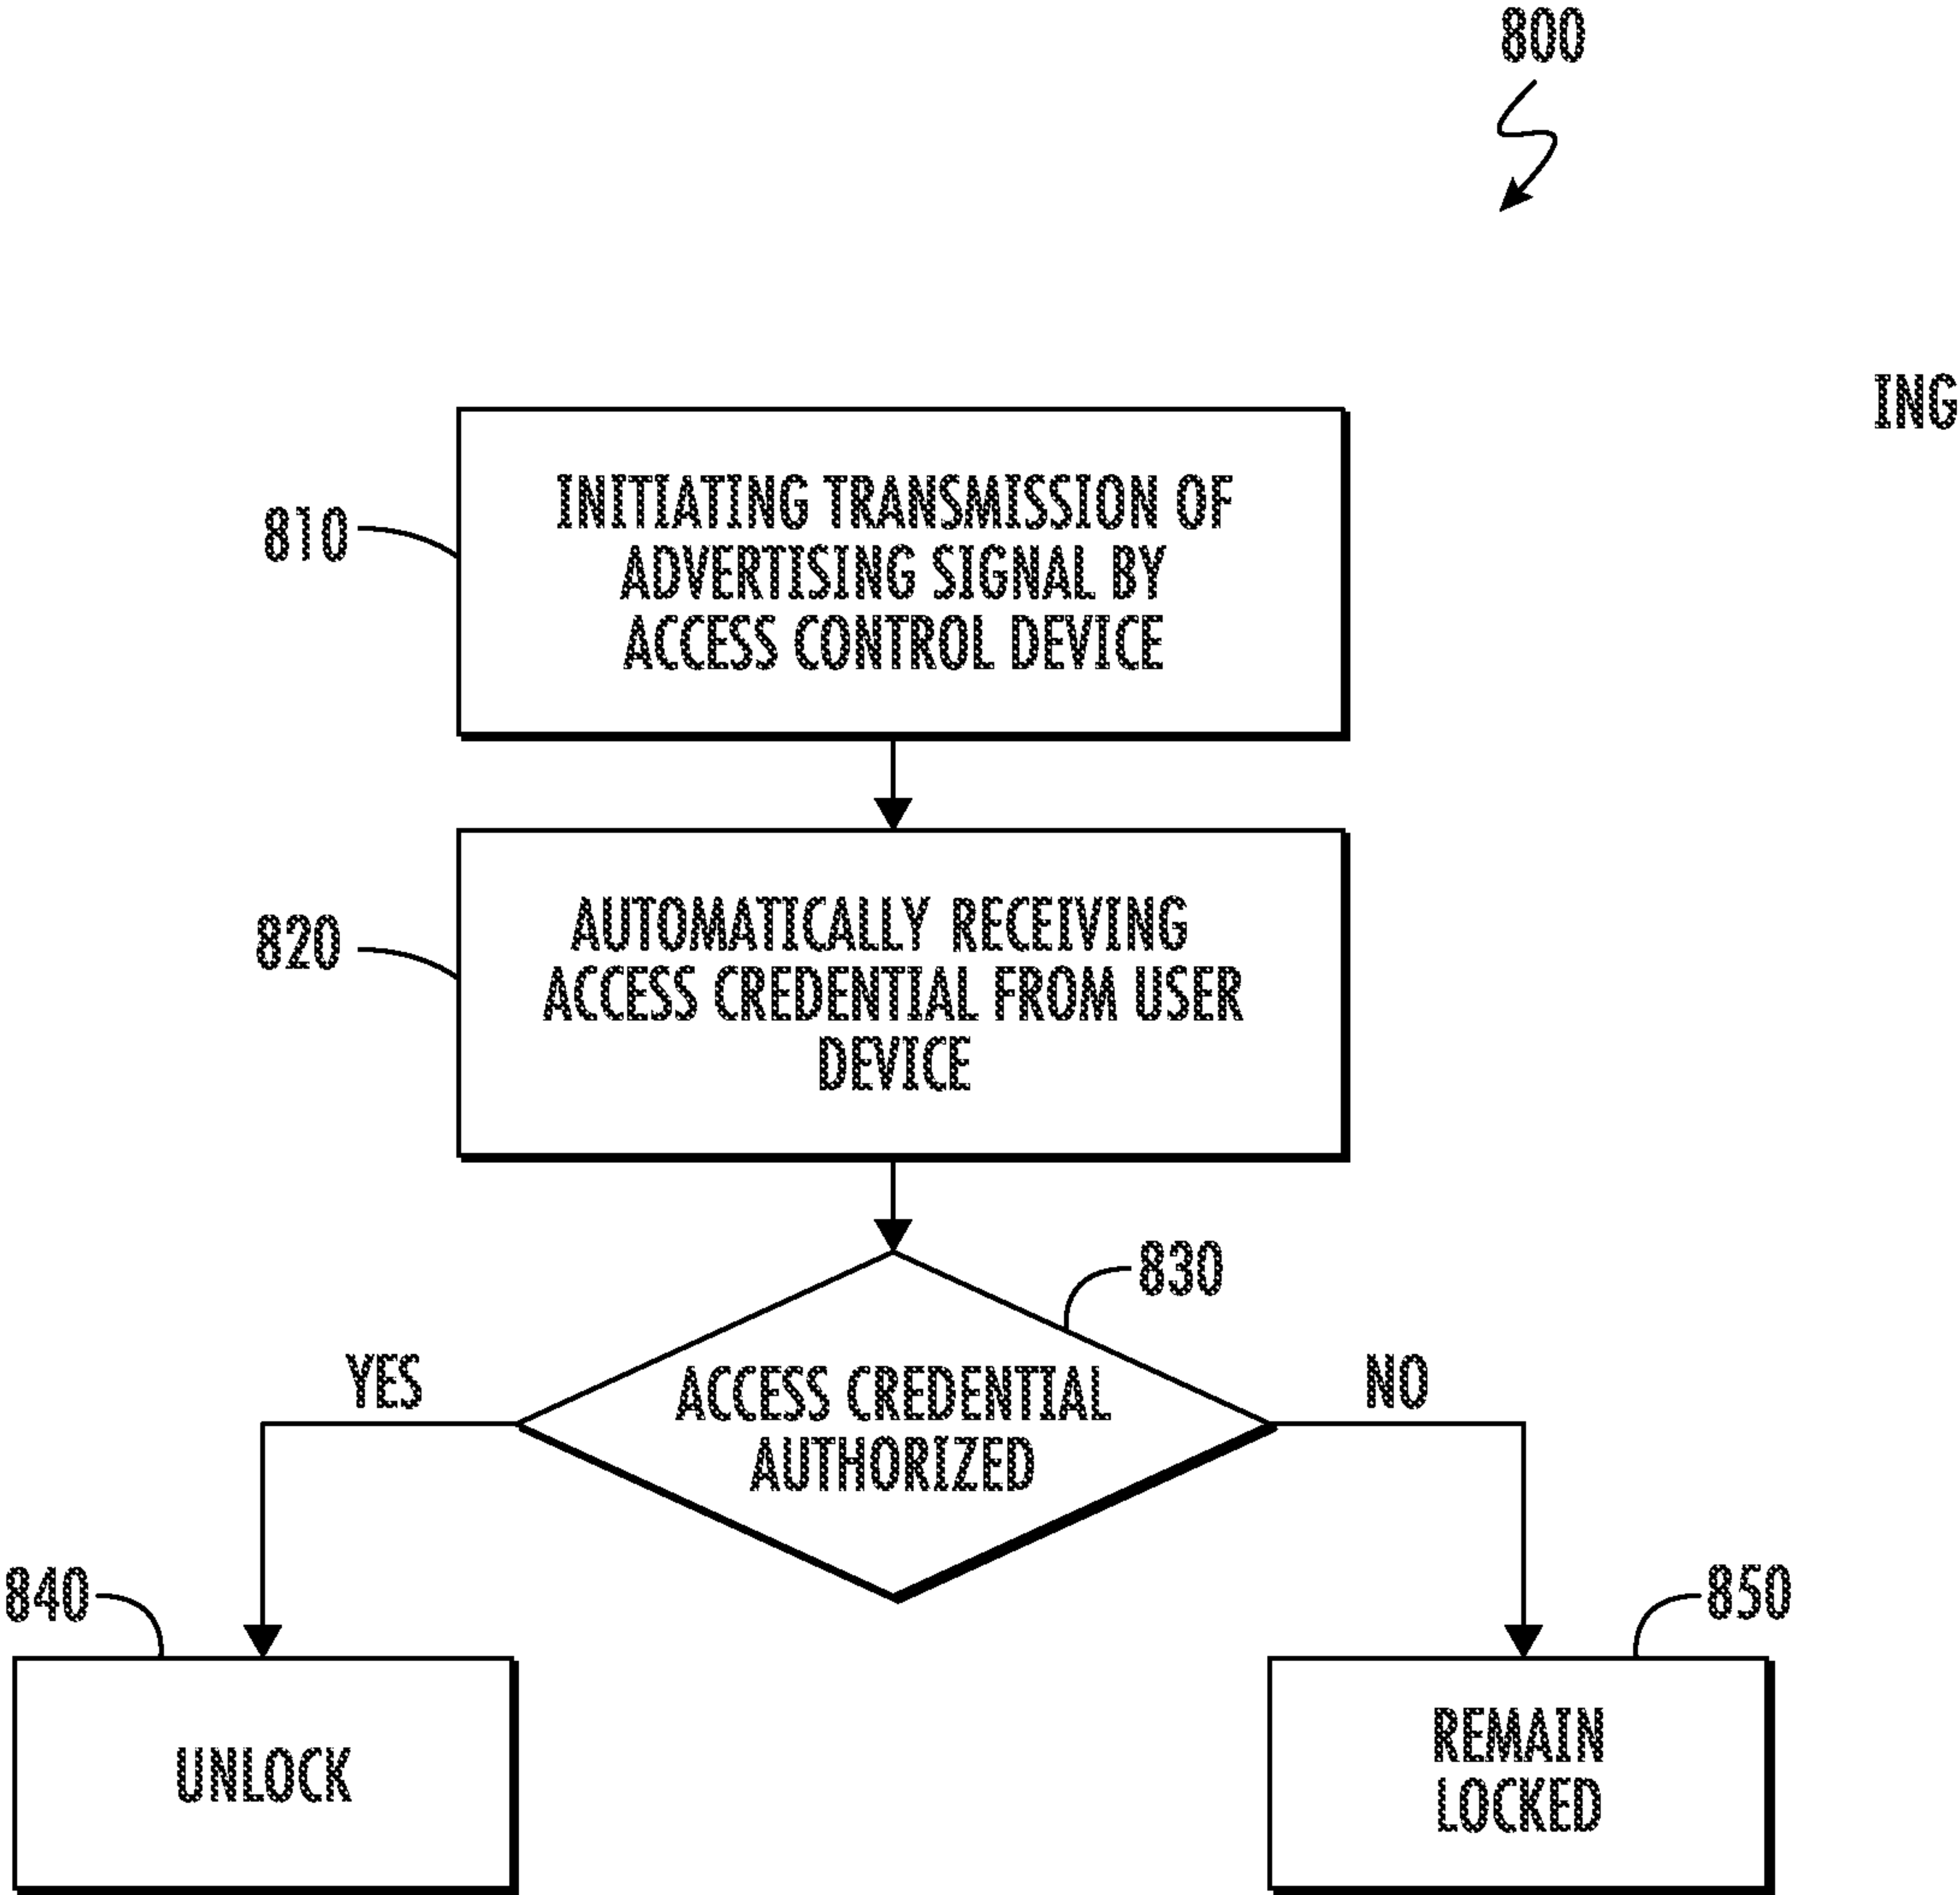 800
ING
810
INITIATING TRANSMISSION OF
ADVERTISING SIGNAL BY
ACCESS CONTROL DEVICE
820
AUTOMATICALLY RECEIVING
ACCESS CREDENTIAL FROM USER
DEVICE
830
YES
ACCESS CREDENTIAL
AUTHORIZED
NO
840
UNLOCK
850
REMAIN
LOCKED